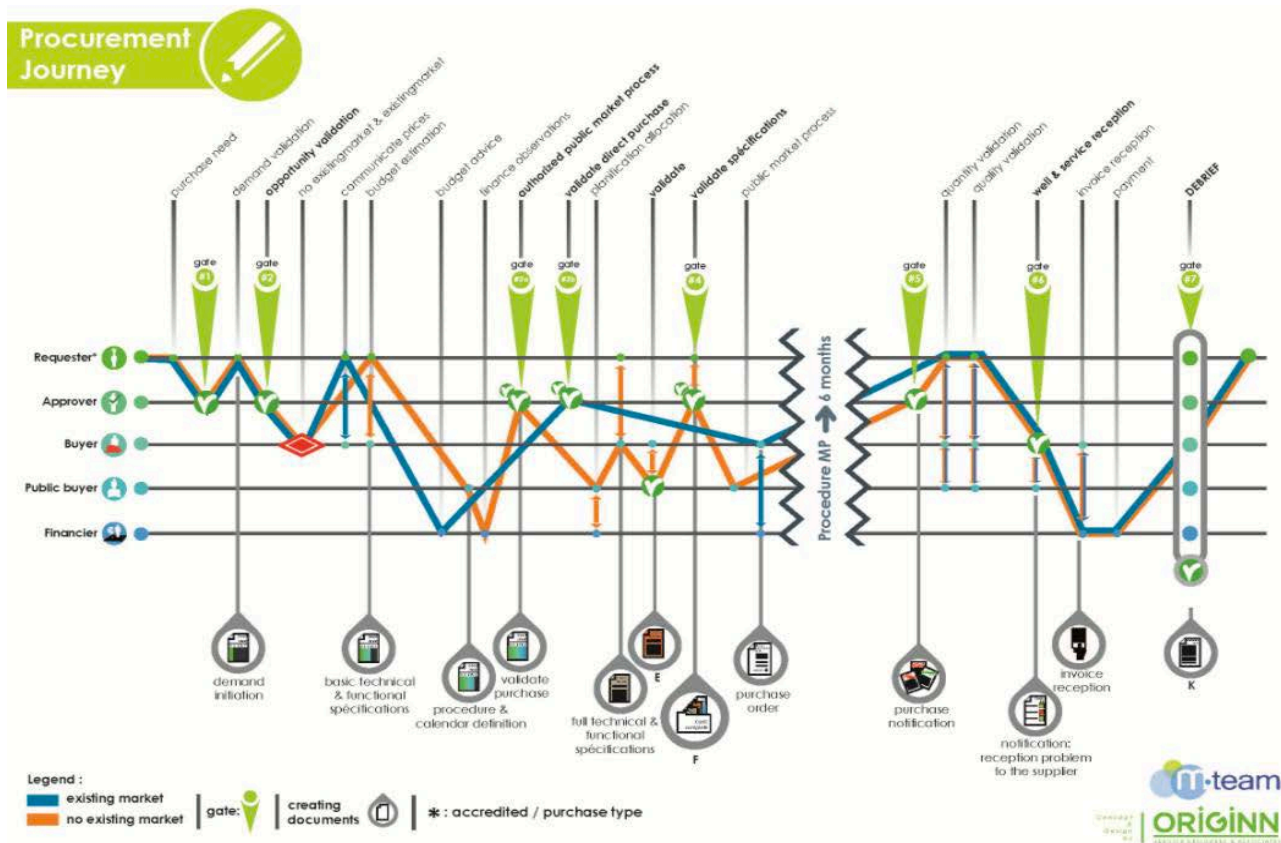 Procurement
Journey
purchase need
demand validation
opportunity validation
no existingmarket & existingmarket
communicate prices
budget estimation
budget advice
finance observations
authorized public market process
validate direct purchase
planification allocation
validate
validate spécifications
public market process
quantity validation
quality validation
well & service reception
invoice reception
payment
DEBRIEF
gate
#1
gate
#2
gate
#3a
gate
#3b
gate
#4
gate
#5
gate
#6
gate
#7
Requester*
Approver
Buyer
Public buyer
Financier
Procedure MP → 6 months
demand
initiation
basic technical
& functional
spécifications
procedure &
calendar definition
validate
purchase
full technical &
functional
spécifications
E
F
purchase
order
purchase
notification
notification:
reception problem
to the supplier
invoice
reception
K
Legend :
existing market
no existing market
gate:
creating
documents
* : accredited / purchase type
m·team
Concept
&
Design
by
ORIGINN